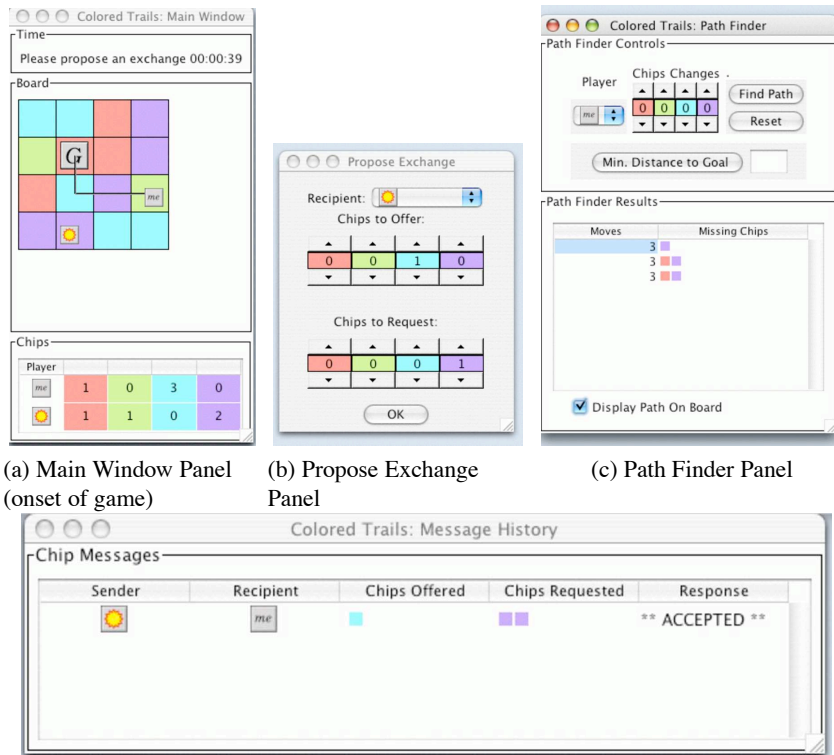 Colored Trails: Main Window
Time
Please propose an exchange 00:00:39
Board
G
me
Chips
Player
me 1 0 3 0
1 1 0 2
(a) Main Window Panel
(onset of game)
Propose Exchange
Recipient:
Chips to Offer:
0 0 1 0
Chips to Request:
0 0 0 1
OK
(b) Propose Exchange
Panel
Colored Trails: Path Finder
Path Finder Controls
Player Chips Changes .
me 0 0 0 0 Find Path
Reset
Min. Distance to Goal
Path Finder Results
Moves Missing Chips
3
3
3
Display Path On Board
(c) Path Finder Panel
Colored Trails: Message History
Chip Messages
Sender Recipient Chips Offered Chips Requested Response
me ** ACCEPTED **